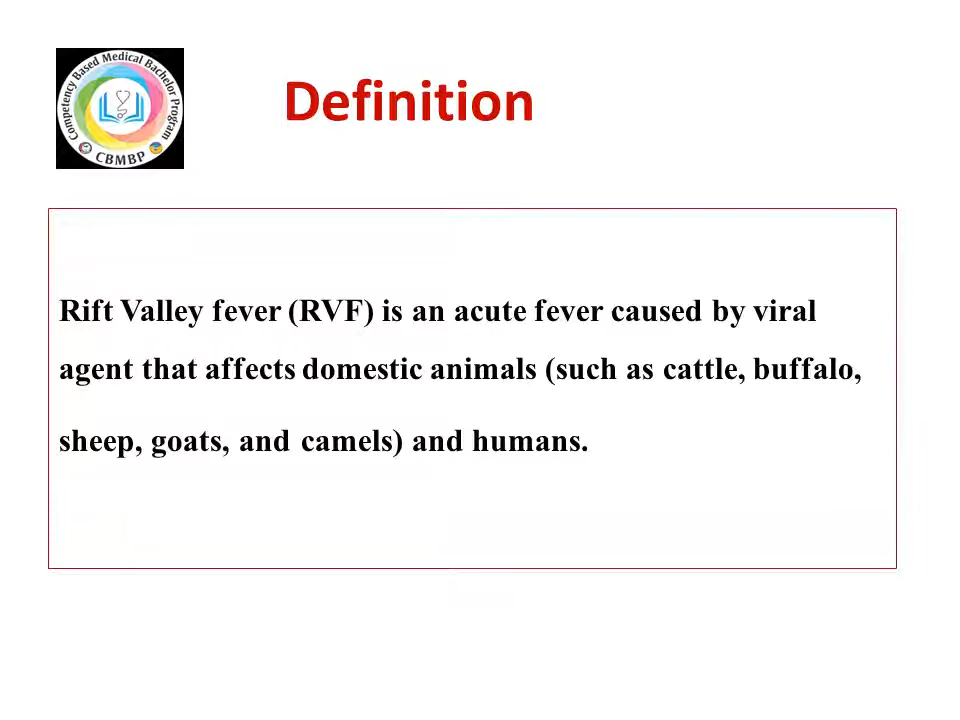 Competency Based Medical Bachelor Program
CBMBP
Definition
Rift Valley fever (RVF) is an acute fever caused by viral
agent that affects domestic animals (such as cattle, buffalo,
sheep, goats, and camels) and humans.